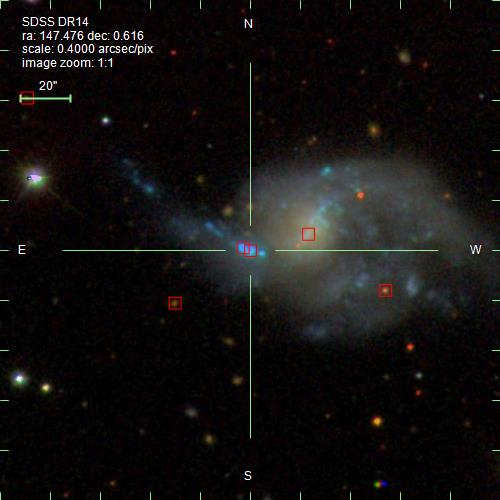 SDSS DR14
ra: 147.476 dec: 0.616
scale: 0.4000 arcsec/pix
image zoom: 1:1
20"
N
E
W
S